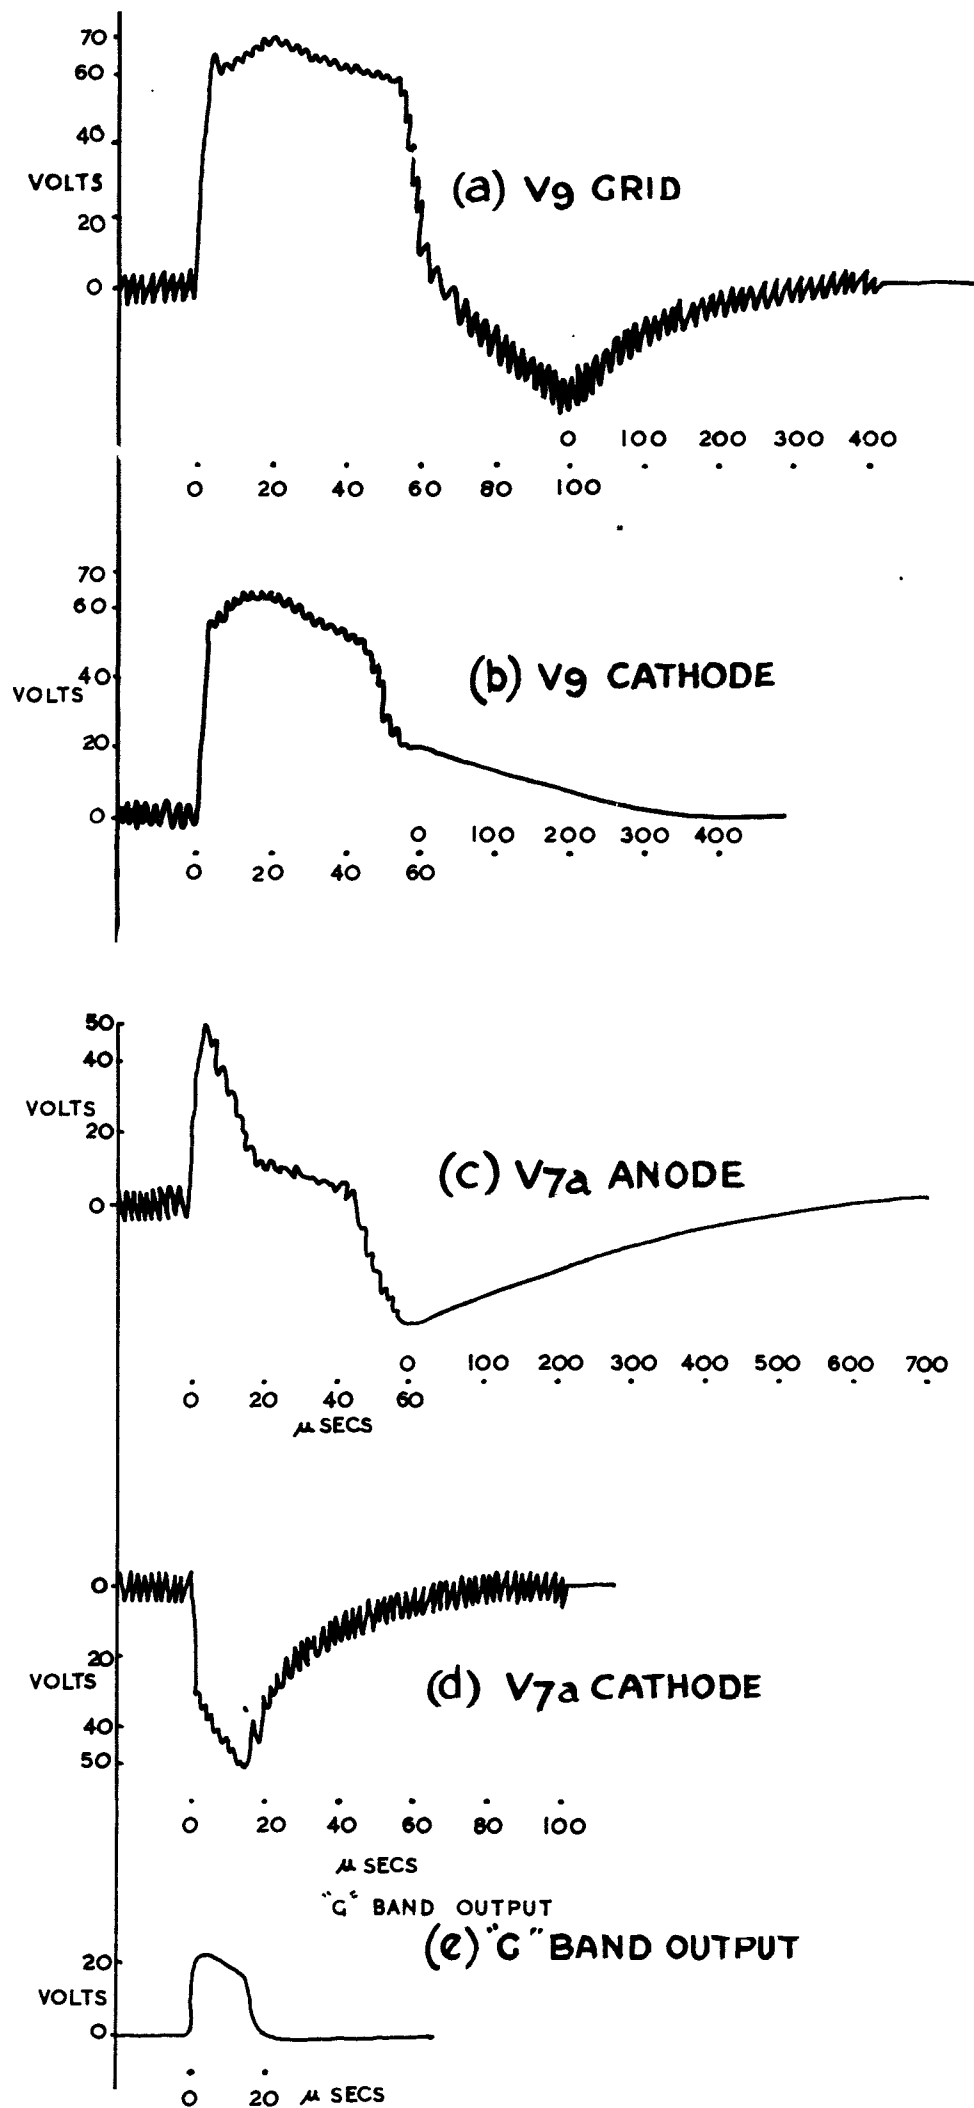 70
60
40
VOLTS
(a) V9 GRID
20
0
0 100 200 300 400
0 20 40 60 80 100
70
60
40
(b) V9 CATHODE
VOLTS
20
0
0 100 200 300 400
0 20 40 60
50
40
VOLTS
20
(c) V7a ANODE
0
0 100 200 300 400 500 600 700
0 20 40 60
μ SECS
0
20
VOLTS
(d) V7a CATHODE
40
50
0 20 40 60 80 100
μ SECS
"G" BAND OUTPUT
(e) "G" BAND OUTPUT
20
VOLTS
0
0 20 μ SECS